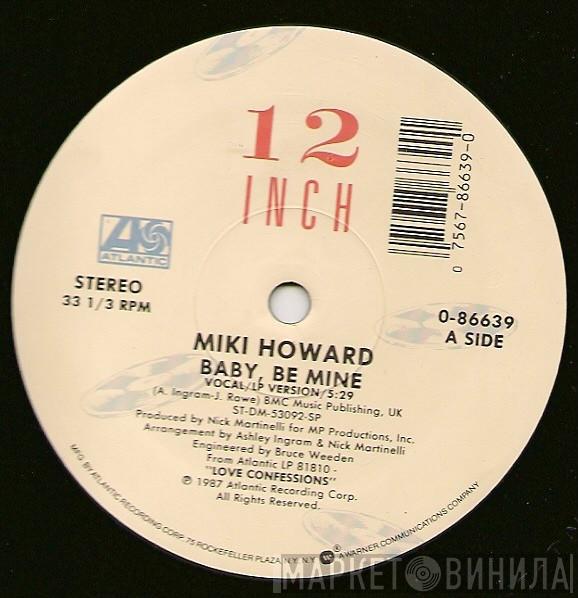 12
INCH
0 7567-86639-0
ATLANTIC
STEREO
33 1/3 RPM
0-86639
A SIDE
MIKI HOWARD
BABY, BE MINE
VOCAL/LP VERSION/5:29
(A. Ingram-J. Rowe) BMC Music Publishing, UK
ST-DM-53092-SP
Produced by Nick Martinelli for MP Productions, Inc.
Arrangement by Ashley Ingram & Nick Martinelli
Engineered by Bruce Weeden
From Atlantic LP 81810 -
"LOVE CONFESSIONS"
℗ 1987 Atlantic Recording Corp.
All Rights Reserved.
MFG. BY ATLANTIC RECORDING CORP. 75 ROCKEFELLER PLAZA, N.Y. N.Y. ® A WARNER COMMUNICATIONS COMPANY
МАРКЕТ ВИНИЛА